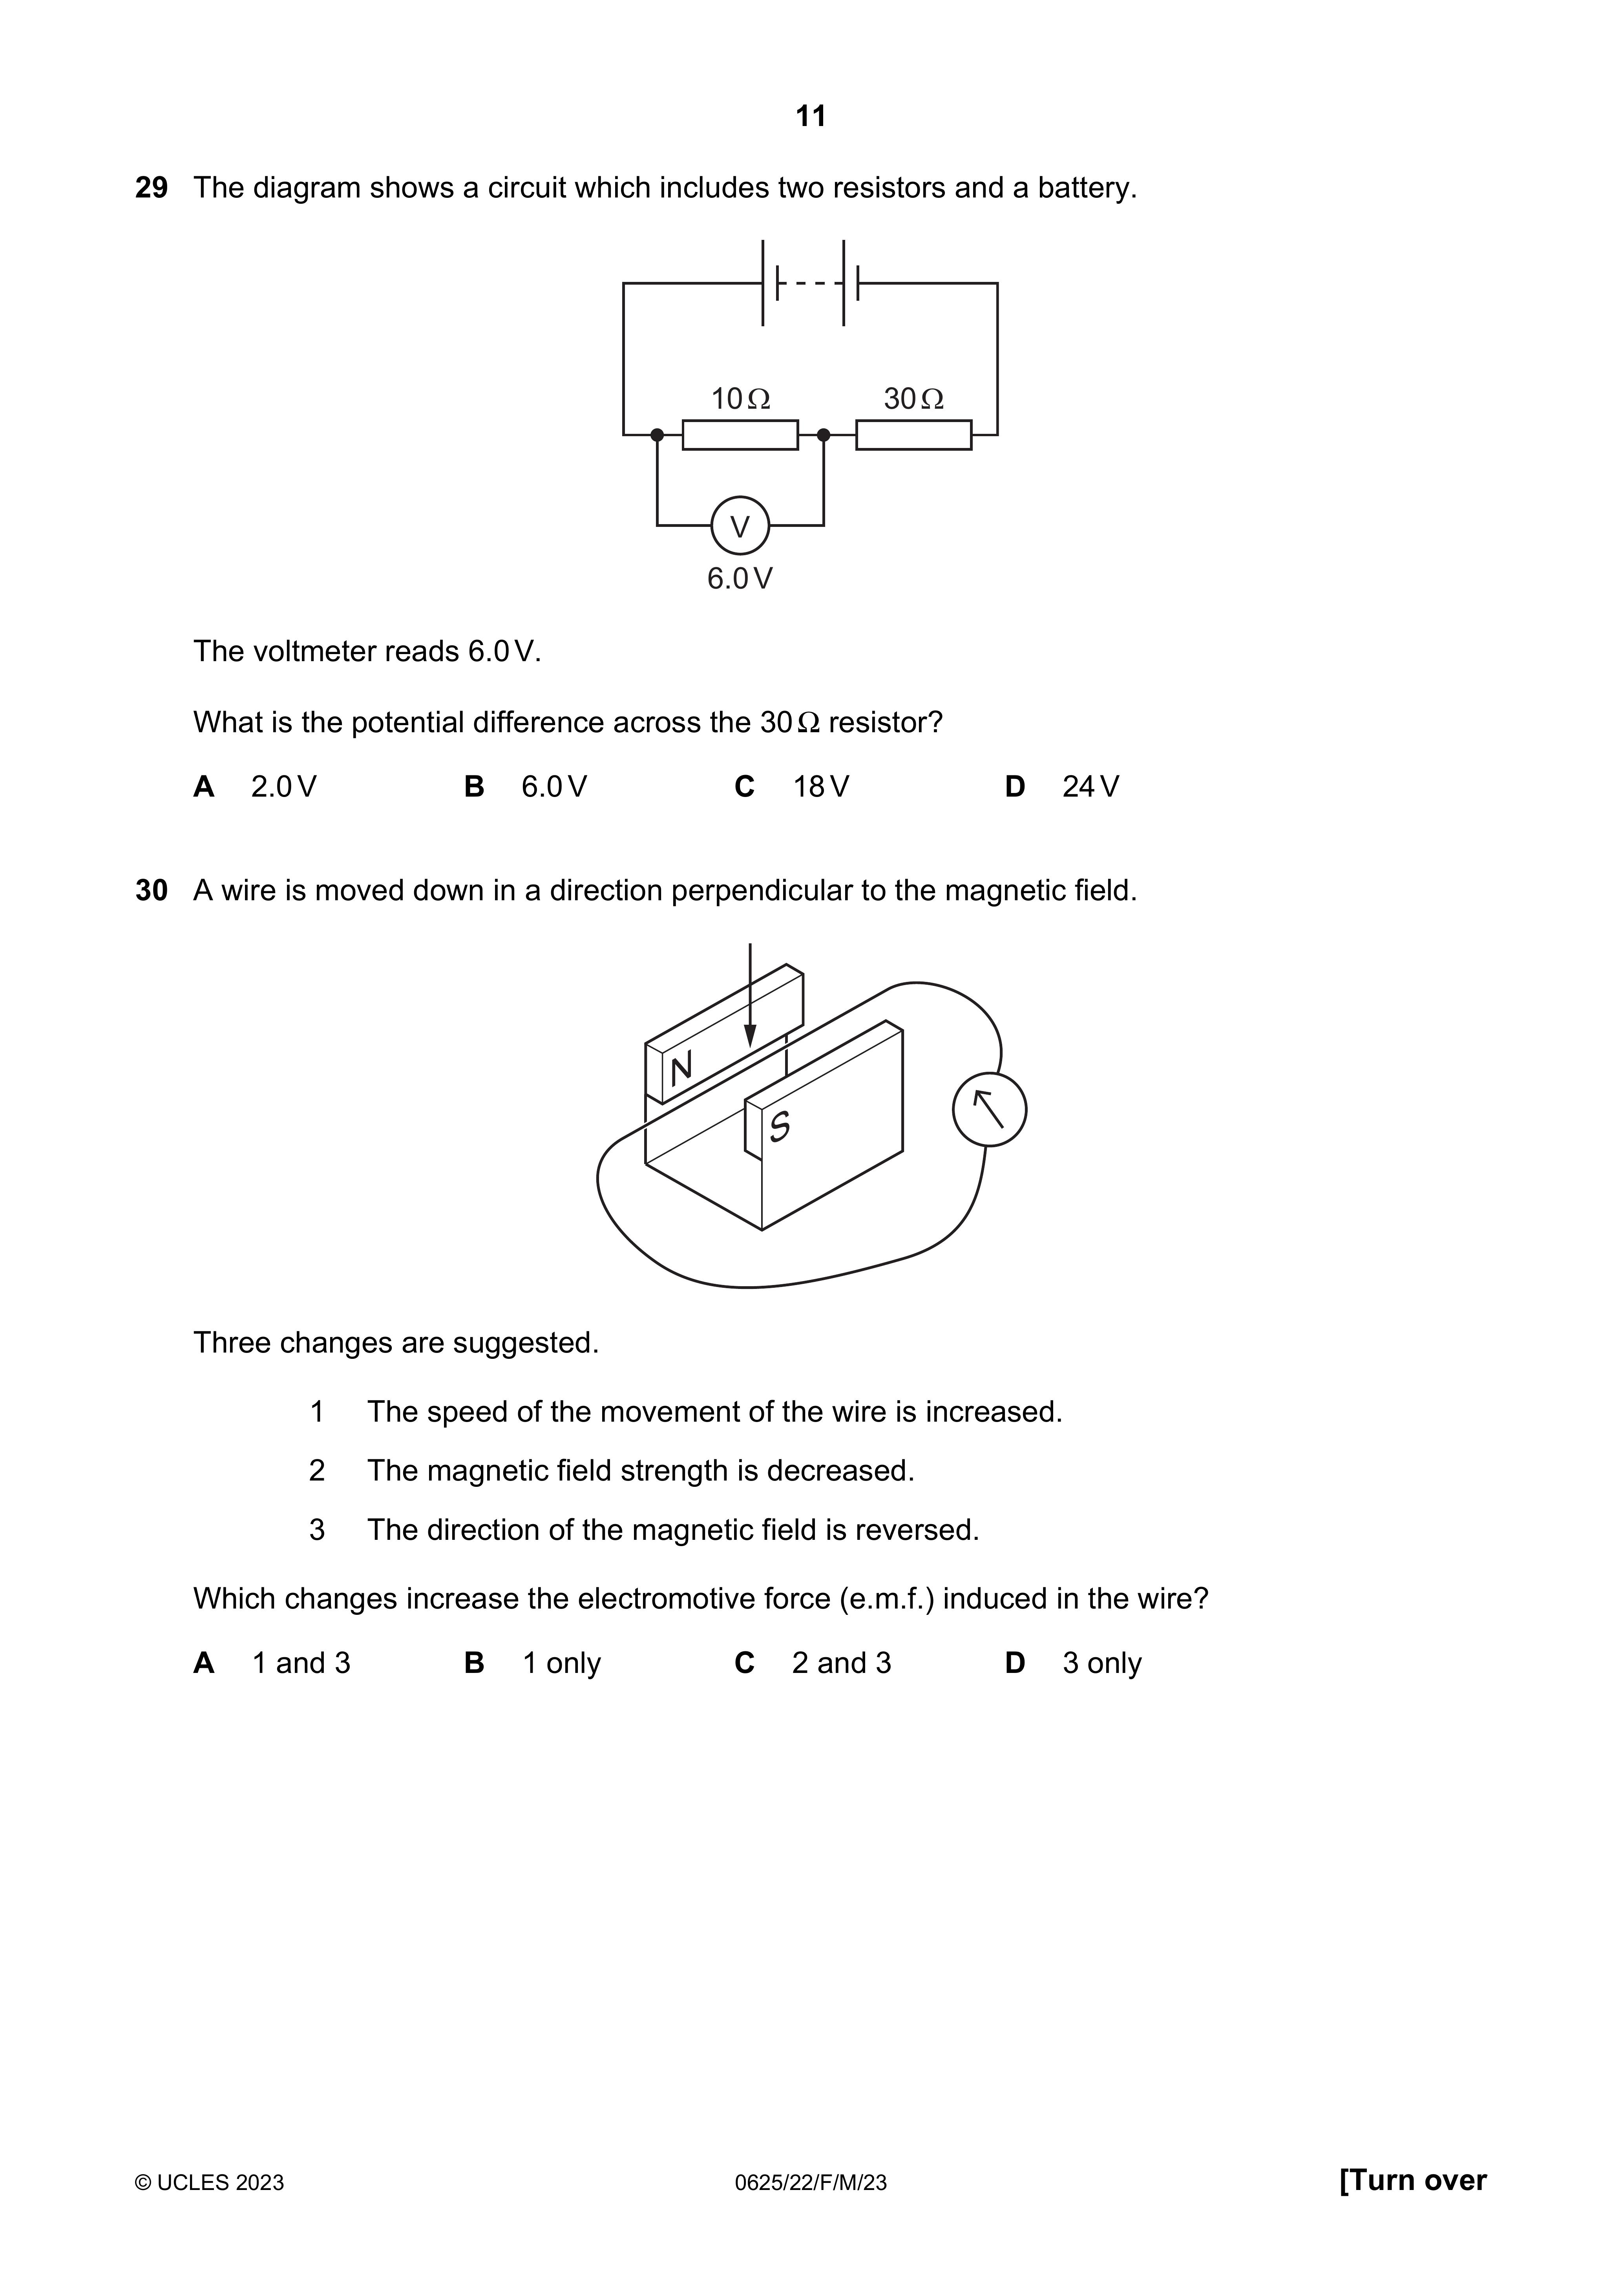 11
29 The diagram shows a circuit which includes two resistors and a battery.
10 Ω 30 Ω
V
6.0 V
The voltmeter reads 6.0 V.
What is the potential difference across the 30 Ω resistor?
A 2.0 V B 6.0 V C 18 V D 24 V
30 A wire is moved down in a direction perpendicular to the magnetic field.
N
S
Three changes are suggested.
1 The speed of the movement of the wire is increased.
2 The magnetic field strength is decreased.
3 The direction of the magnetic field is reversed.
Which changes increase the electromotive force (e.m.f.) induced in the wire?
A 1 and 3 B 1 only C 2 and 3 D 3 only
© UCLES 2023 0625/22/F/M/23 [Turn over